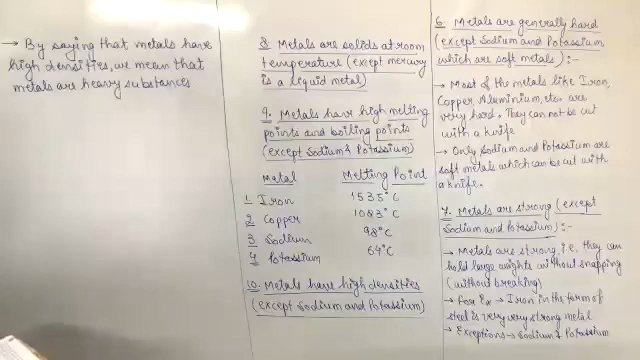 → By saying that metals have
high densities, we mean that
metals are heavy substances
8. Metals are solids at room
temperature (except mercury
is a liquid metal)
9. Metals have high melting
points and boiling points
(except Sodium & Potassium)
Metal Melting Point
1 Iron 1535°C
2 Copper 1083°C
3 Sodium 98°C
4 Potassium 64°C
10. Metals have high densities
(except Sodium and Potassium)
6. Metals are generally hard
(except Sodium and Potassium,
which are soft metals) :-
→ Most of the metals like Iron,
Copper, Aluminium, etc. are
very hard. They can not be cut
with a knife
→ Only Sodium and Potassium are
soft metals which can be cut with
a knife.
7. Metals are strong (except
Sodium and Potassium) :-
→ Metals are strong i.e. they can
hold large weights without snapping
(without breaking)
→ For Ex → Iron in the form of
steel is very very strong metal
→ Exceptions → Sodium & Potassium